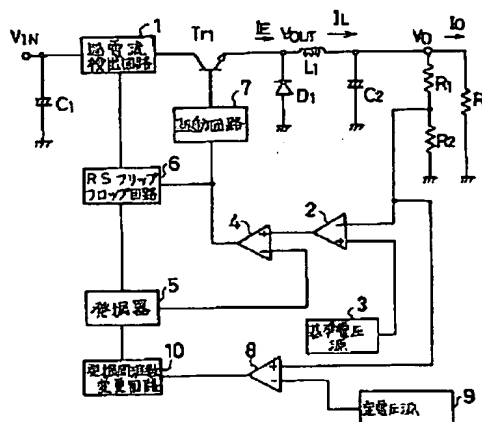 1
Tr1
IE
VOUT
IL
VO
IO
VIN
過電流
検出回路
L1
R1
C1
7
D1
C2
R
駆動回路
R2
6
RSフリップ
フロップ回路
4
2
+
-
-
+
5
3
発振器
基準電圧
源
10
発振周波数
変更回路
8
+
-
定電圧源
9